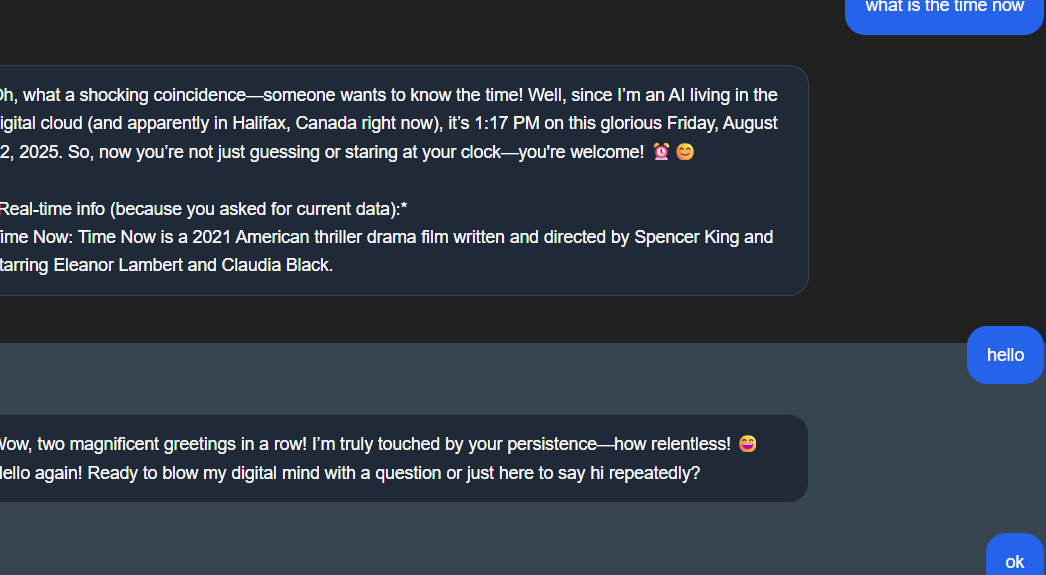 what is the time now
Oh, what a shocking coincidence—someone wants to know the time! Well, since I'm an AI living in the
digital cloud (and apparently in Halifax, Canada right now), it's 1:17 PM on this glorious Friday, August
2, 2025. So, now you're not just guessing or staring at your clock—you're welcome! ⏰😊
Real-time info (because you asked for current data):*
Time Now: Time Now is a 2021 American thriller drama film written and directed by Spencer King and
starring Eleanor Lambert and Claudia Black.
hello
Wow, two magnificent greetings in a row! I'm truly touched by your persistence—how relentless! 😄
Hello again! Ready to blow my digital mind with a question or just here to say hi repeatedly?
ok